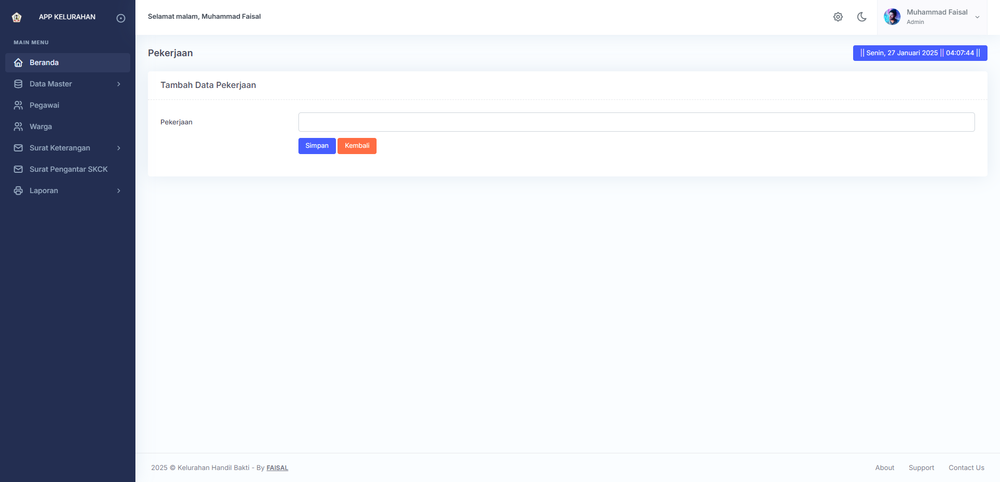 APP KELURAHAN
MAIN MENU
Beranda
Data Master
Pegawai
Warga
Surat Keterangan
Surat Pengantar SKCK
Laporan
Selamat malam, Muhammad Faisal
Muhammad Faisal
Admin
Pekerjaan
|| Senin, 27 Januari 2025 || 04:07:44 ||
Tambah Data Pekerjaan
Pekerjaan
Simpan
Kembali
2025 © Kelurahan Handil Bakti - By FAISAL
About
Support
Contact Us